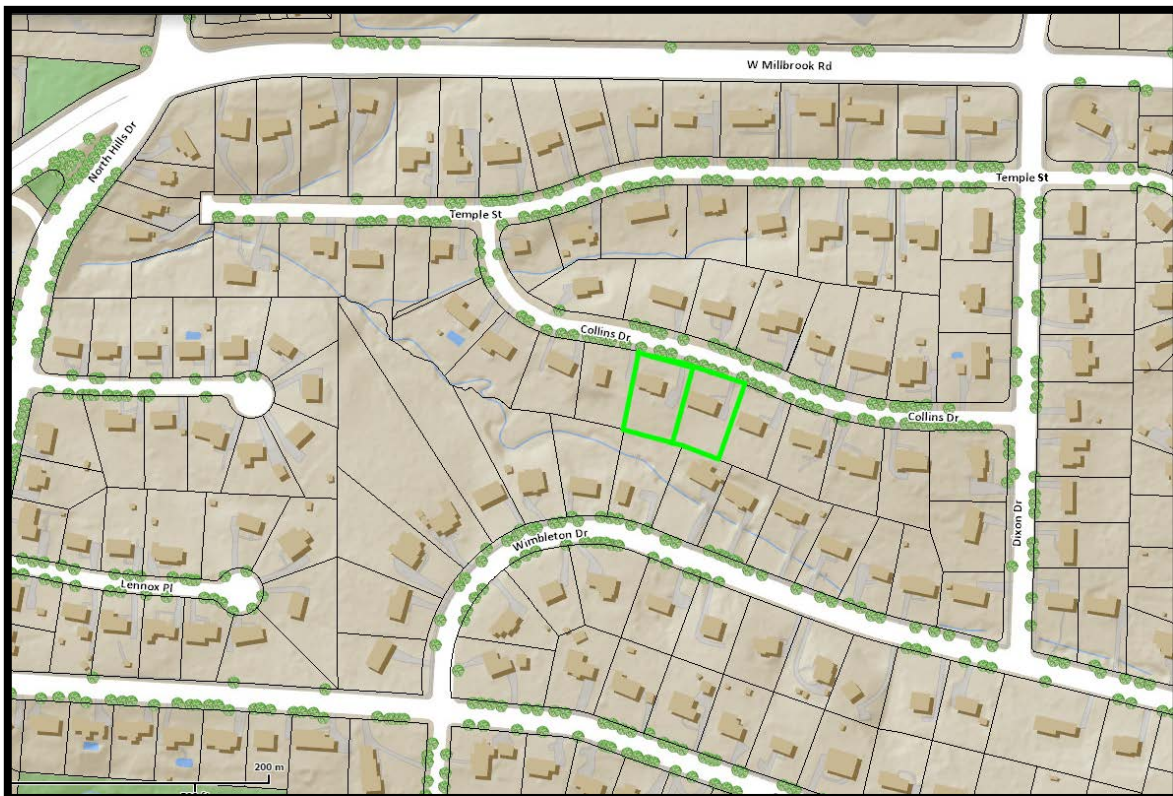 W Millbrook Rd
North Hills Dr
Temple St
Temple St
Collins Dr
Collins Dr
Dixon Dr
Wimbleton Dr
Lennox Pl
200 m